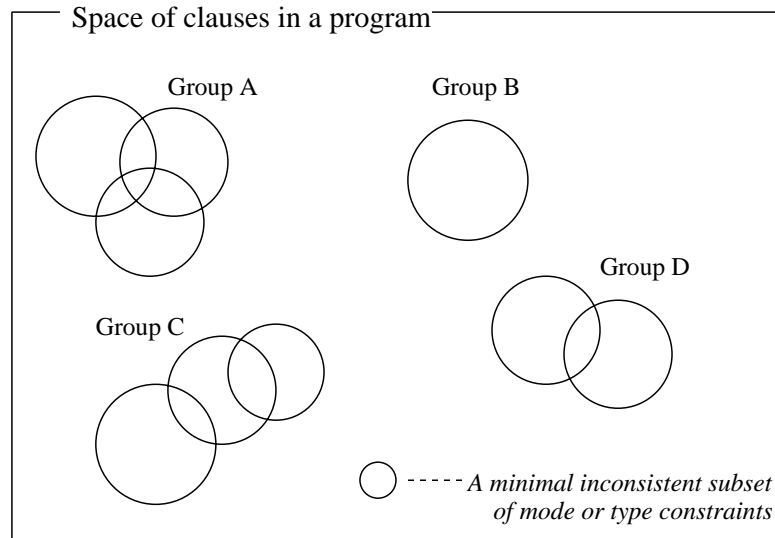 Space of clauses in a program
Group A
Group B
Group D
Group C
A minimal inconsistent subset
of mode or type constraints